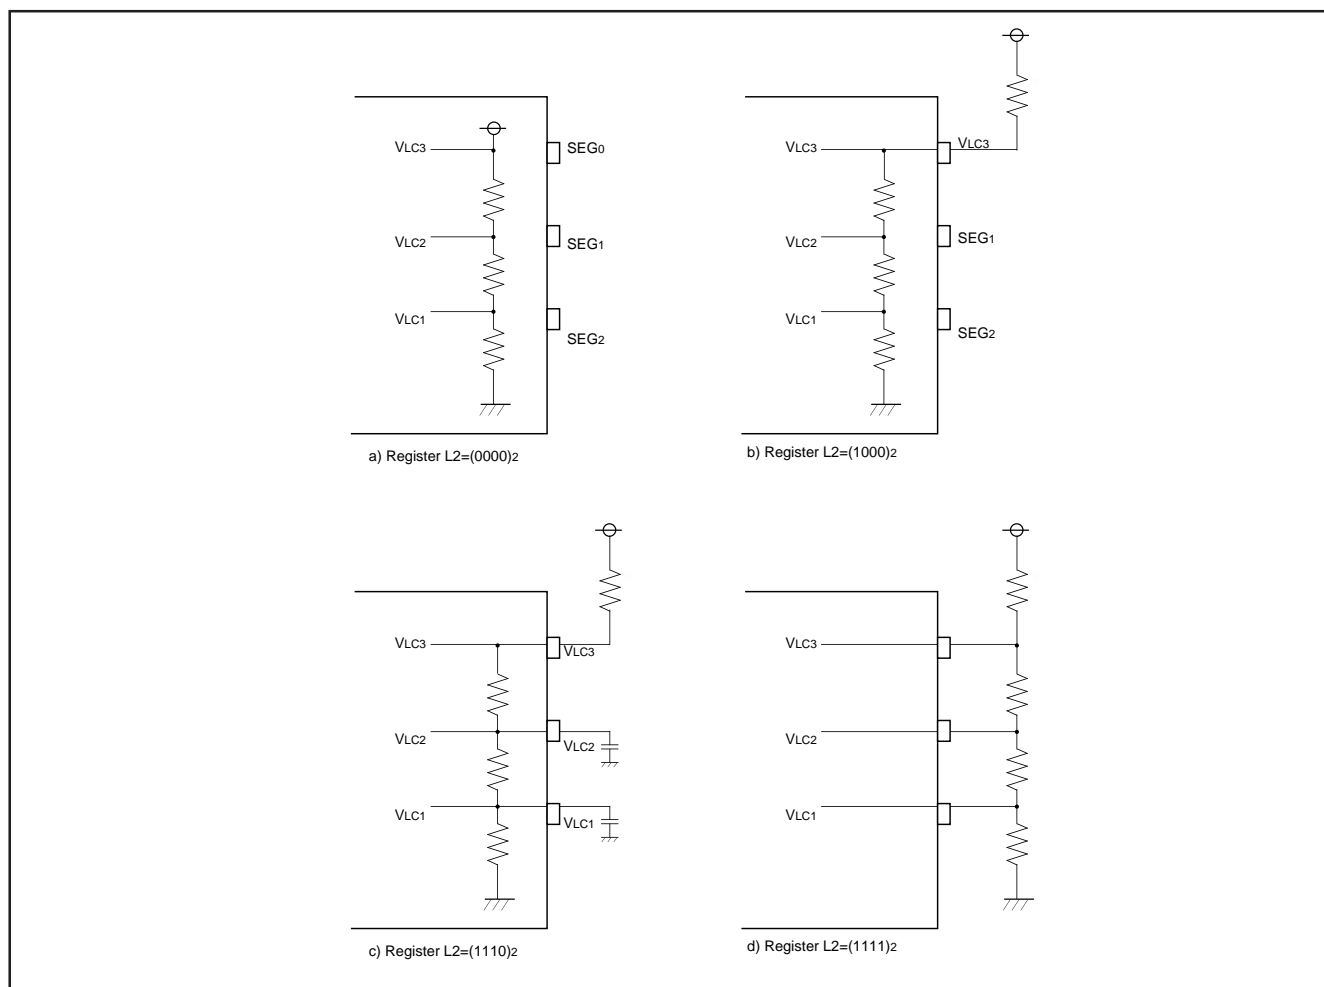 VLC3
SEG0
VLC2
SEG1
VLC1
SEG2
a) Register L2=(0000)2
VLC3
VLC3
VLC2
SEG1
VLC1
SEG2
b) Register L2=(1000)2
VLC3
VLC3
VLC2
VLC2
VLC1
VLC1
c) Register L2=(1110)2
VLC3
VLC2
VLC1
d) Register L2=(1111)2